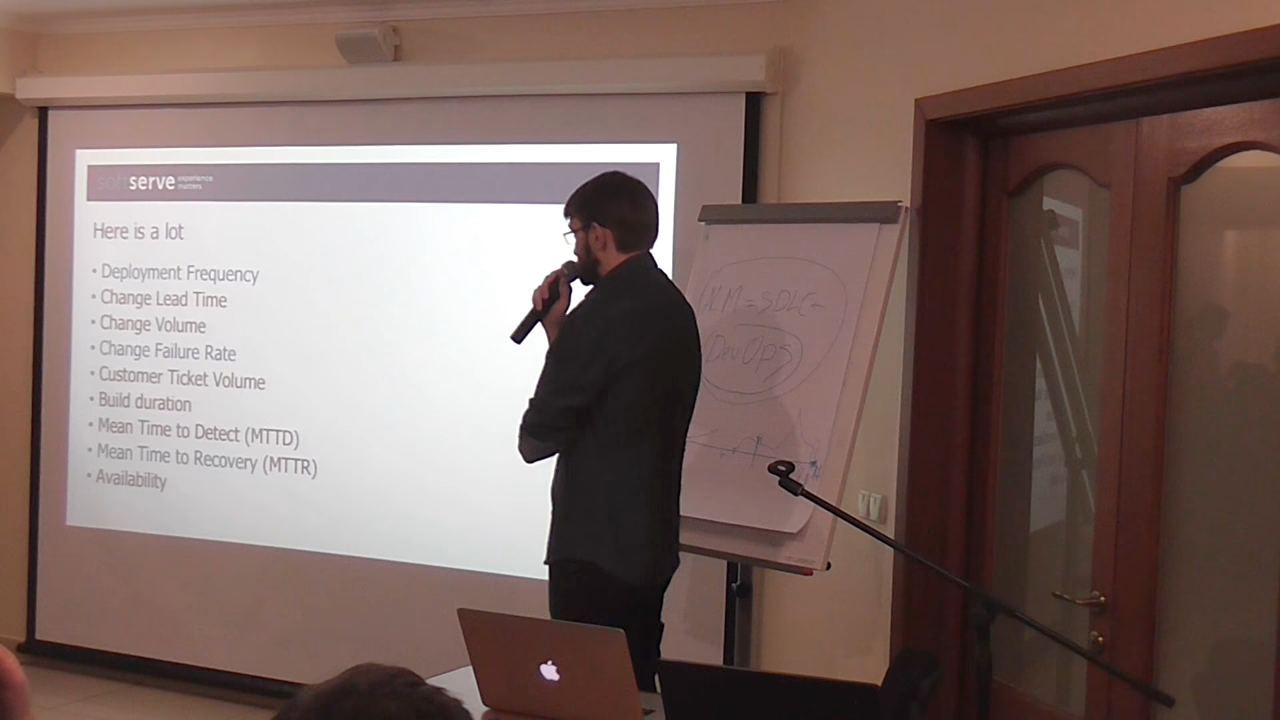 softserve experience matters
Here is a lot
• Deployment Frequency
• Change Lead Time
• Change Volume
• Change Failure Rate
• Customer Ticket Volume
• Build duration
• Mean Time to Detect (MTTD)
• Mean Time to Recovery (MTTR)
• Availability
= SDLC
DevOps